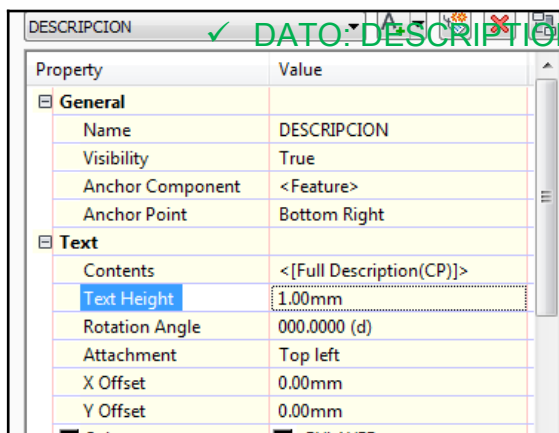 DESCRIPCION
✓ DATO: DESCRIPTIO
Property Value
General
Name DESCRIPCION
Visibility True
Anchor Component <Feature>
Anchor Point Bottom Right
Text
Contents <[Full Description(CP)]>
Text Height 1.00mm
Rotation Angle 000.0000 (d)
Attachment Top left
X Offset 0.00mm
Y Offset 0.00mm